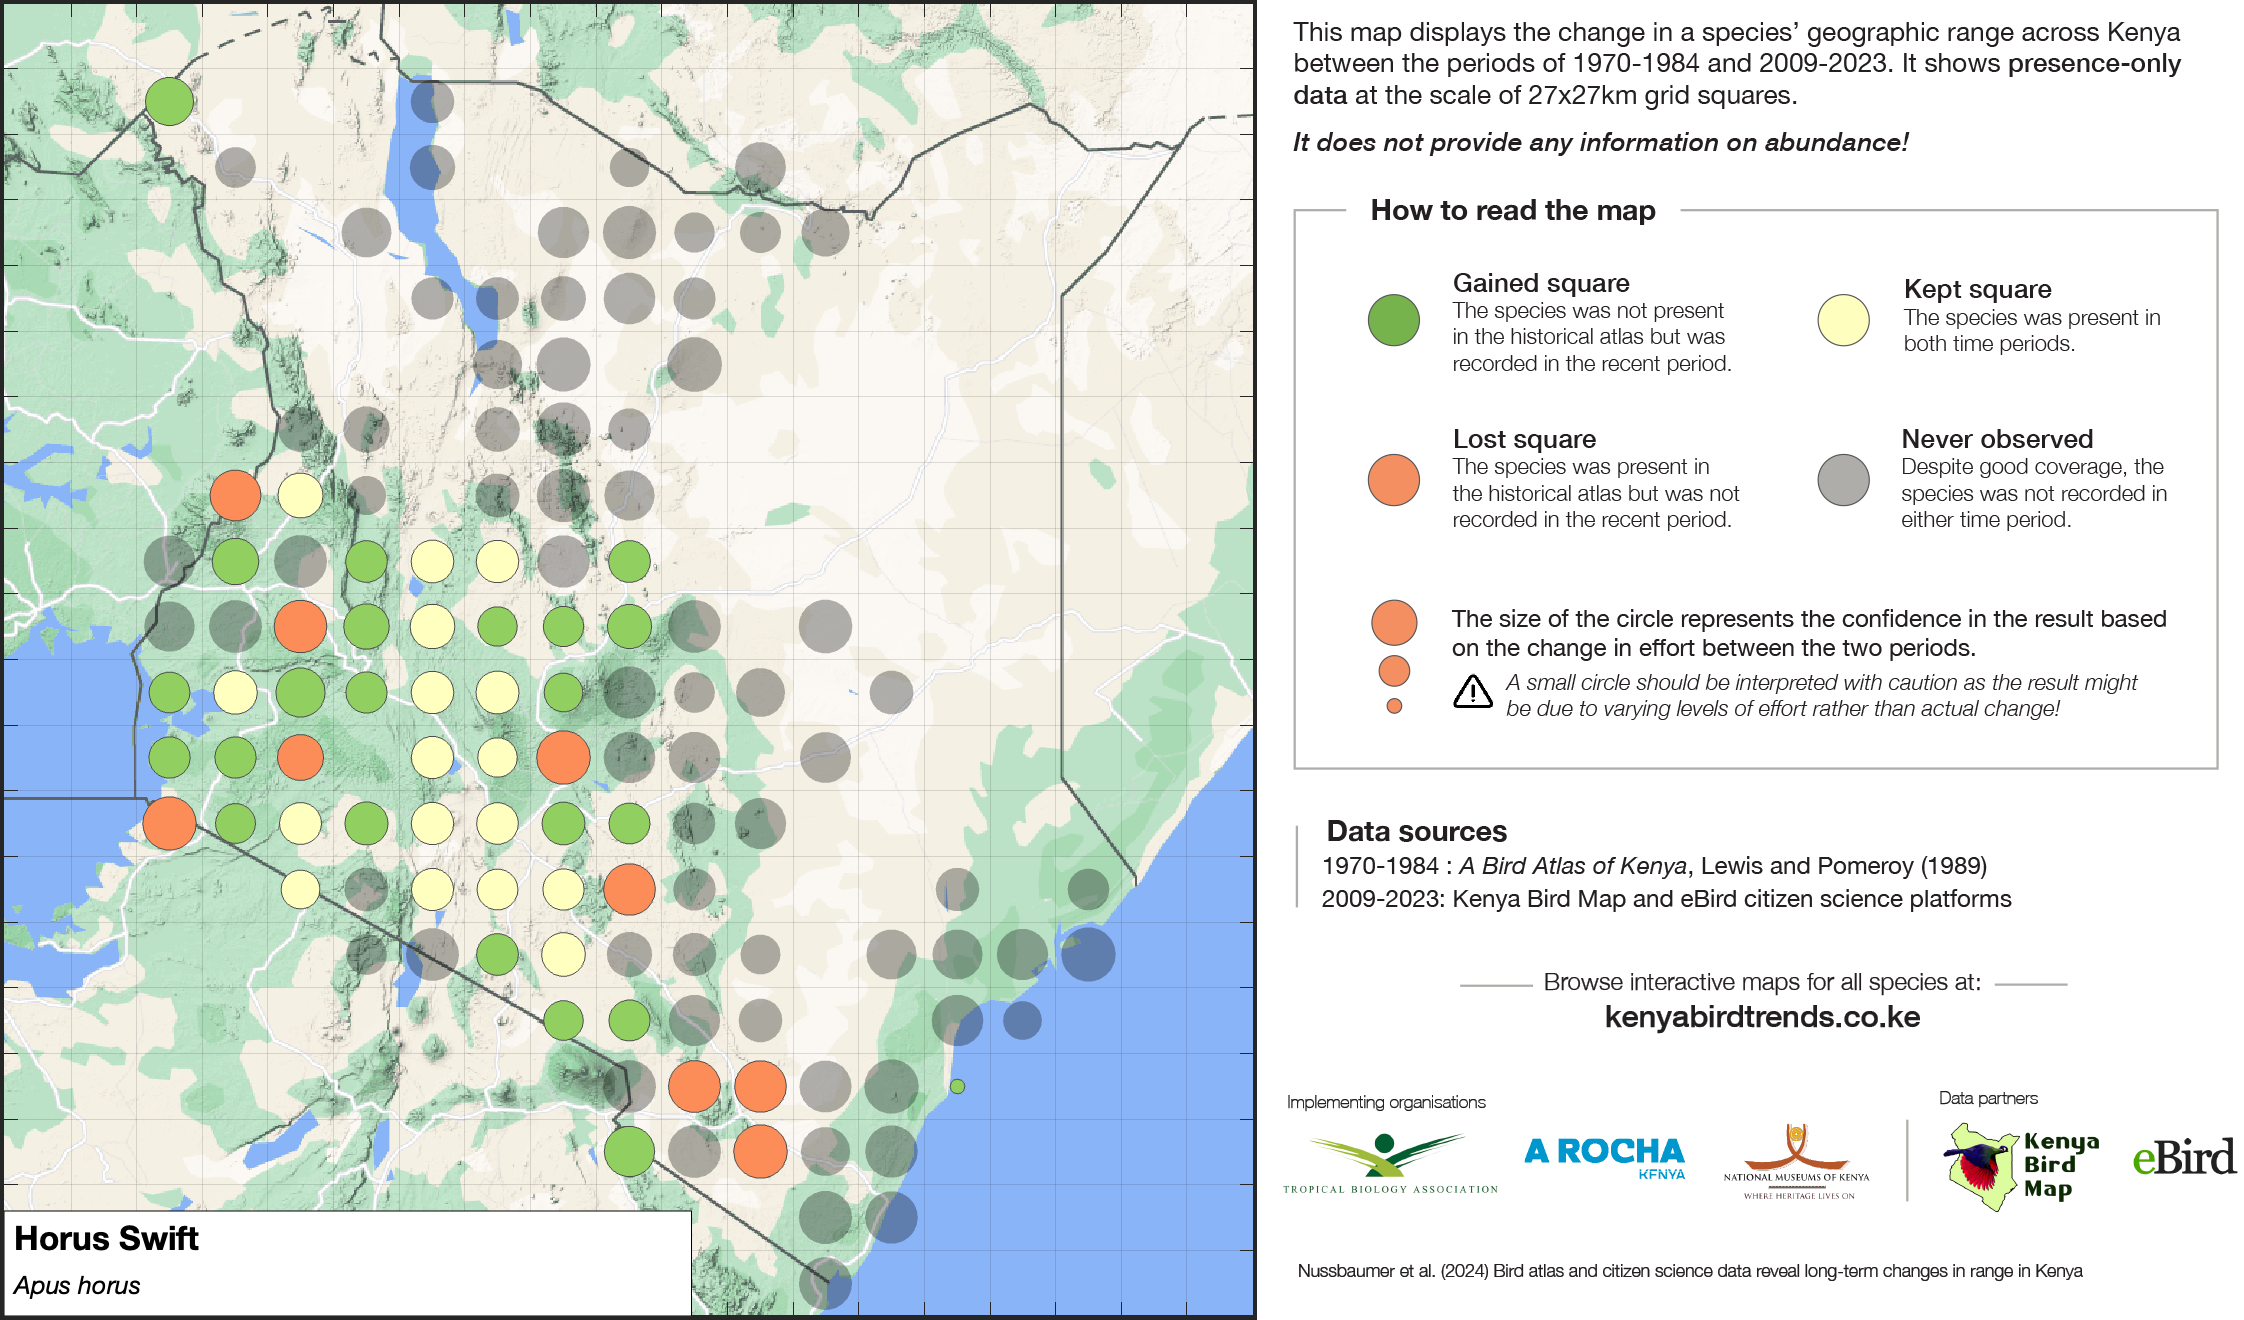 This map displays the change in a species’ geographic range across Kenya
between the periods of 1970-1984 and 2009-2023. It shows presence-only
data at the scale of 27x27km grid squares.
It does not provide any information on abundance!
How to read the map
Gained square
The species was not present
in the historical atlas but was
recorded in the recent period.
Kept square
The species was present in
both time periods.
Lost square
The species was present in
the historical atlas but was not
recorded in the recent period.
Never observed
Despite good coverage, the
species was not recorded in
either time period.
The size of the circle represents the confidence in the result based
on the change in effort between the two periods.
A small circle should be interpreted with caution as the result might
be due to varying levels of effort rather than actual change!
Data sources
1970-1984 : A Bird Atlas of Kenya, Lewis and Pomeroy (1989)
2009-2023: Kenya Bird Map and eBird citizen science platforms
Browse interactive maps for all species at:
kenyabirdtrends.co.ke
Implementing organisations
Data partners
TROPICAL BIOLOGY ASSOCIATION
A ROCHA
KENYA
NATIONAL MUSEUMS OF KENYA
WHERE HERITAGE LIVES ON
Kenya
Bird
Map
eBird
Horus Swift
Apus horus
Nussbaumer et al. (2024) Bird atlas and citizen science data reveal long-term changes in range in Kenya